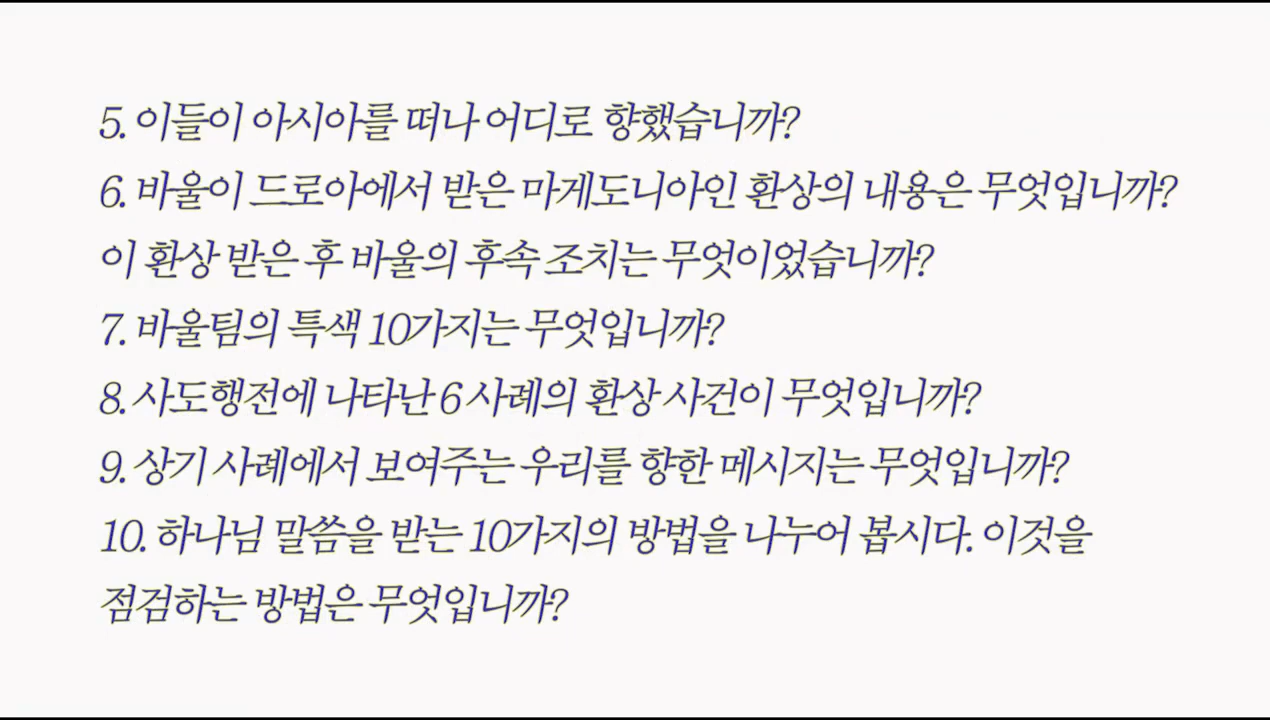 5. 이들이 아시아를 떠나 어디로 향했습니까?
6. 바울이 드로아에서 받은 마게도니아인 환상의 내용은 무엇입니까?
이 환상 받은 후 바울의 후속 조치는 무엇이었습니까?
7. 바울팀의 특색 10가지는 무엇입니까?
8. 사도행전에 나타난 6 사례의 환상 사건이 무엇입니까?
9. 상기 사례에서 보여주는 우리를 향한 메시지는 무엇입니까?
10. 하나님 말씀을 받는 10가지의 방법을 나누어 봅시다. 이것을
점검하는 방법은 무엇입니까?